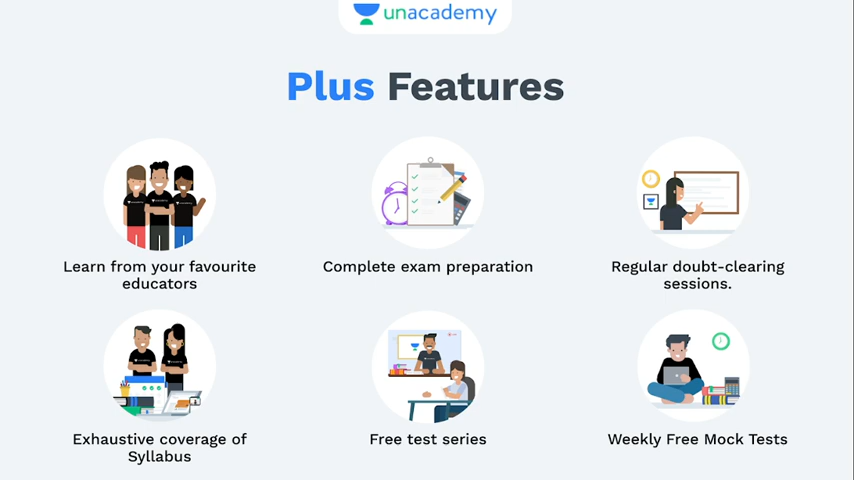 unacademy
Plus Features
Learn from your favourite
educators
Complete exam preparation
Regular doubt-clearing
sessions.
Exhaustive coverage of
Syllabus
Free test series
Weekly Free Mock Tests